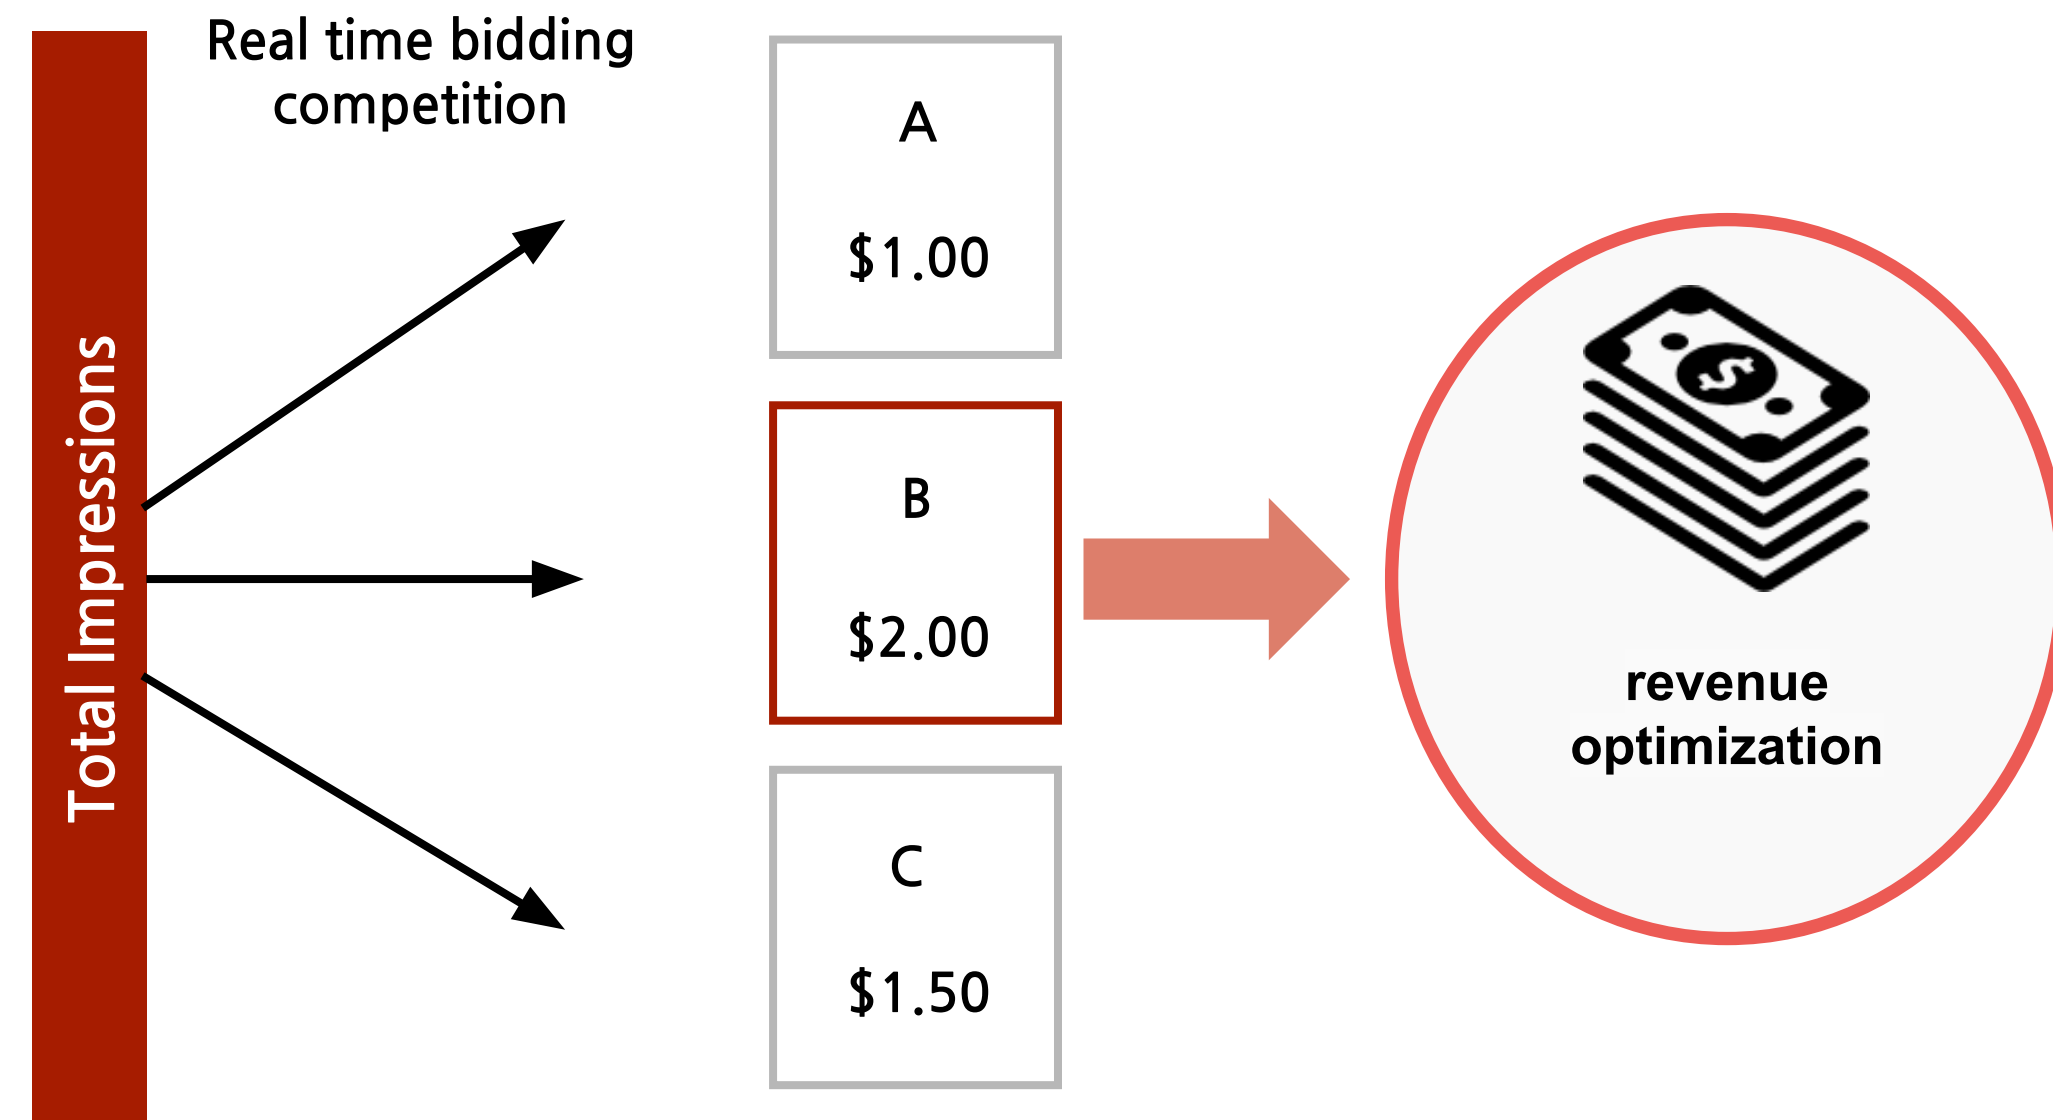 Real time bidding
competition
Total Impressions
A
$1.00
B
$2.00
C
$1.50
revenue
optimization